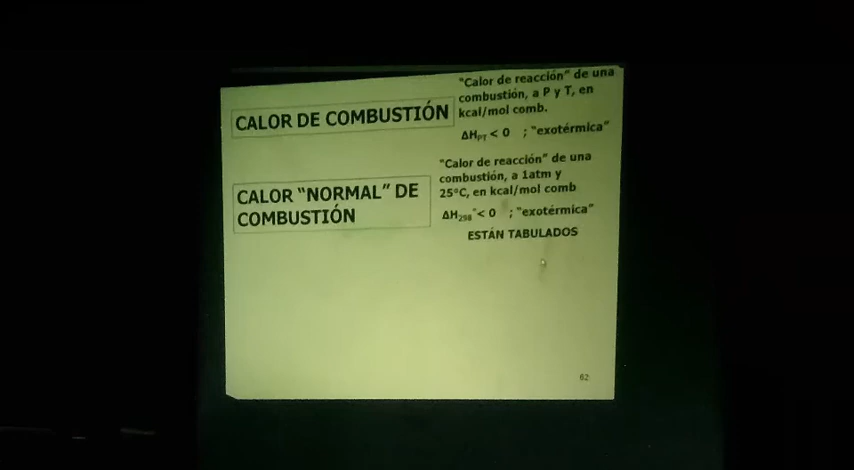 CALOR DE COMBUSTIÓN
"Calor de reacción" de una
combustión, a P y T, en
kcal/mol comb.
ΔHPT < 0 ; "exotérmica"
CALOR "NORMAL" DE
COMBUSTIÓN
"Calor de reacción" de una
combustión, a 1atm y
25°C, en kcal/mol comb
ΔH298° < 0 ; "exotérmica"
ESTÁN TABULADOS
62